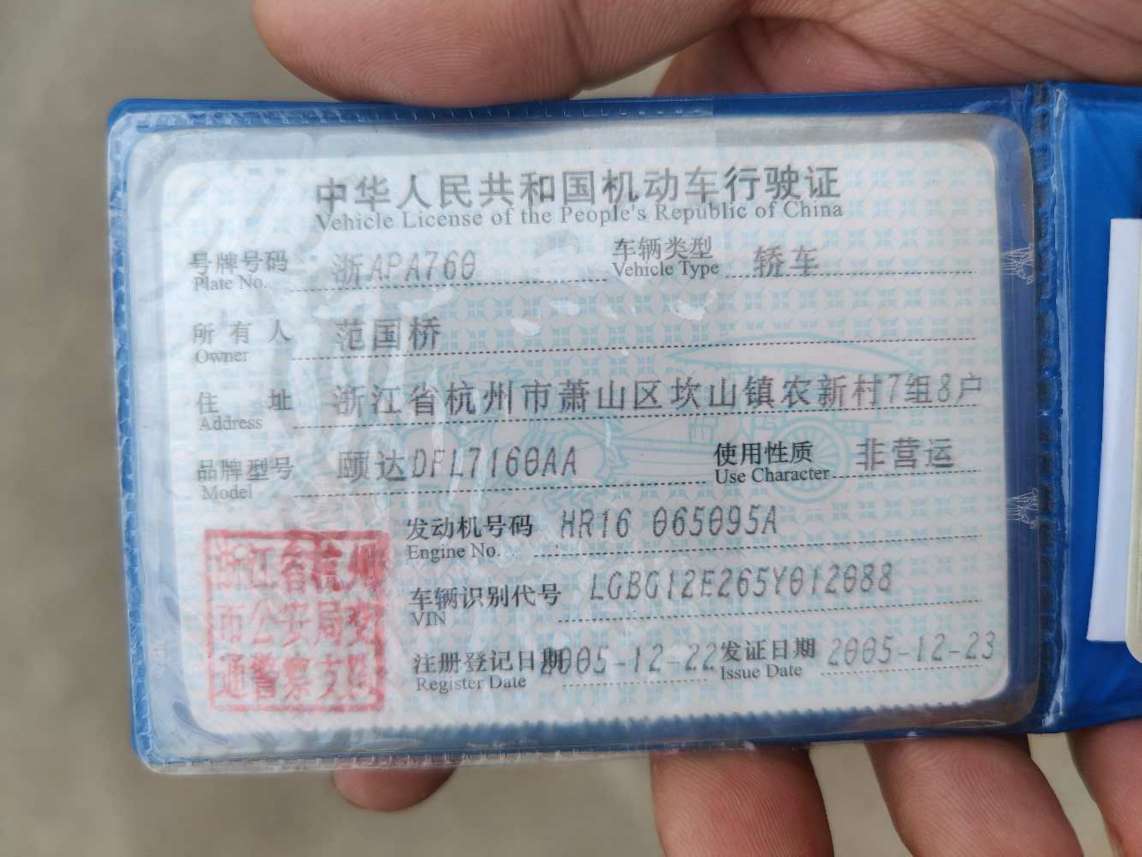 中华人民共和国机动车行驶证
Vehicle License of the People's Republic of China
号牌号码 浙APA760 车辆类型 轿车
Plate No. Vehicle Type
所有人 范国桥
Owner
住址 浙江省杭州市萧山区坎山镇农新村7组8户
Address
品牌型号 颐达DFL7160AA 使用性质 非营运
Model Use Character
发动机号码 HR16 065095A
Engine No.
车辆识别代号 LGBG12E265Y012088
VIN
注册登记日期 2005-12-22 发证日期 2005-12-23
Register Date Issue Date
浙江省杭州
市公安局交
通警察支队